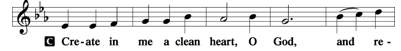 C Cre - ate in me a clean heart, O God, and re -